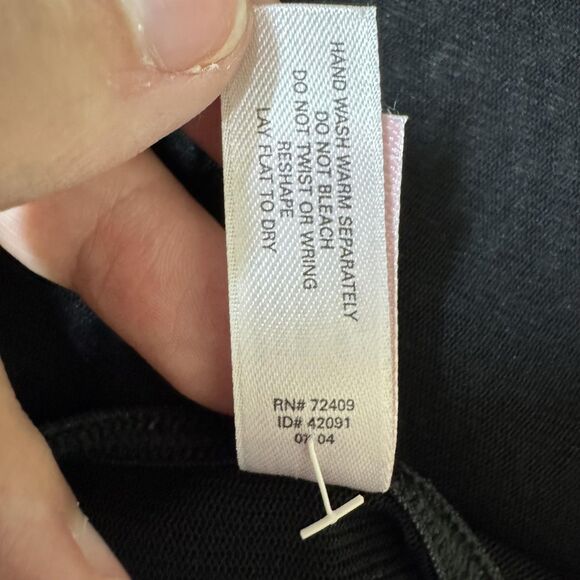 HAND WASH WARM SEPARATELY
DO NOT BLEACH
DO NOT TWIST OR WRING
RESHAPE
LAY FLAT TO DRY
RN# 72409
ID# 42091
04